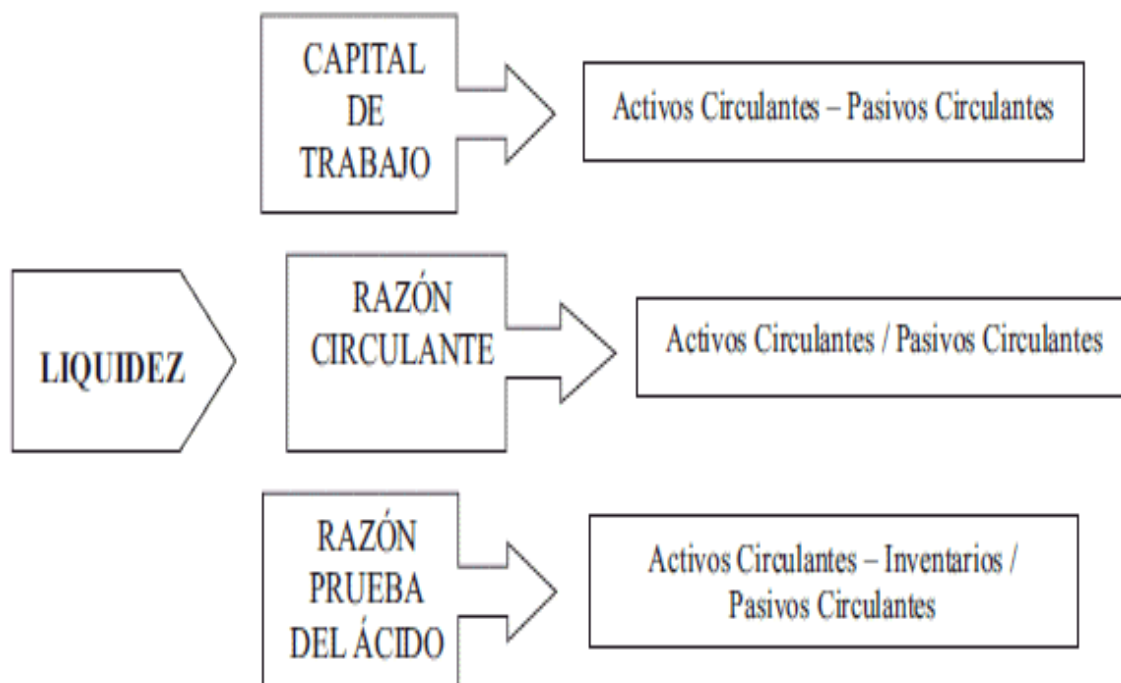 CAPITAL
DE
TRABAJO
Activos Circulantes – Pasivos Circulantes
LIQUIDEZ
RAZÓN
CIRCULANTE
Activos Circulantes / Pasivos Circulantes
RAZÓN
PRUEBA
DEL ÁCIDO
Activos Circulantes – Inventarios /
Pasivos Circulantes